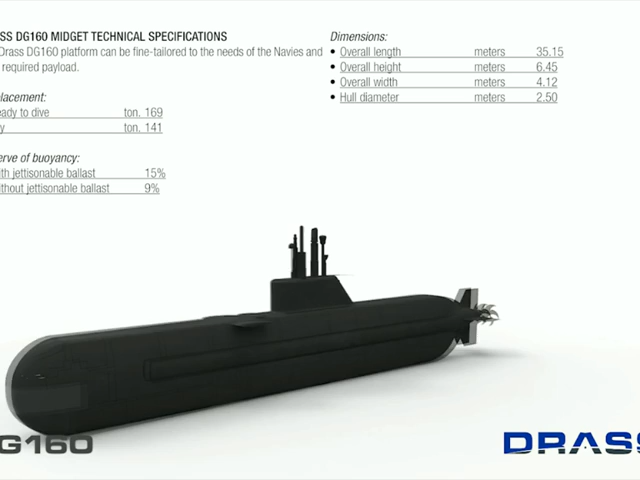 SS DG160 MIDGET TECHNICAL SPECIFICATIONS
Drass DG160 platform can be fine-tailored to the needs of the Navies and
required payload.
lacement:
eady to dive ton. 169
y ton. 141
erve of buoyancy:
th jettisonable ballast 15%
ithout jettisonable ballast 9%
Dimensions:
• Overall length meters 35.15
• Overall height meters 6.45
• Overall width meters 4.12
• Hull diameter meters 2.50
G160
DRASS